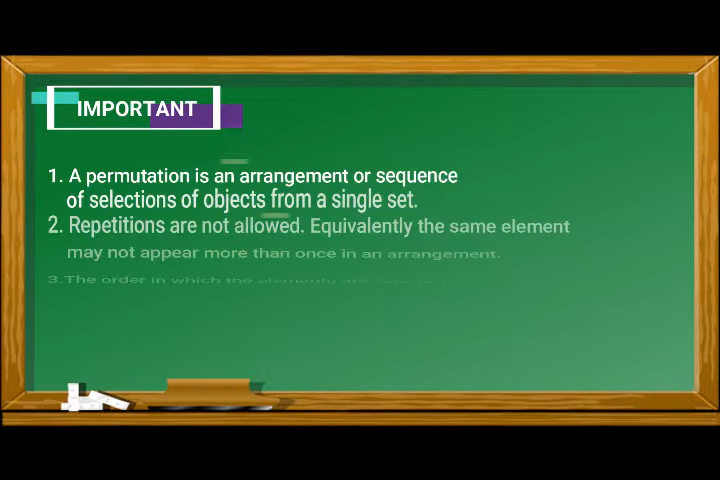 IMPORTANT
1. A permutation is an arrangement or sequence
of selections of objects from a single set.
2. Repetitions are not allowed. Equivalently the same element
may not appear more than once in an arrangement.
3.The order in which the elements are